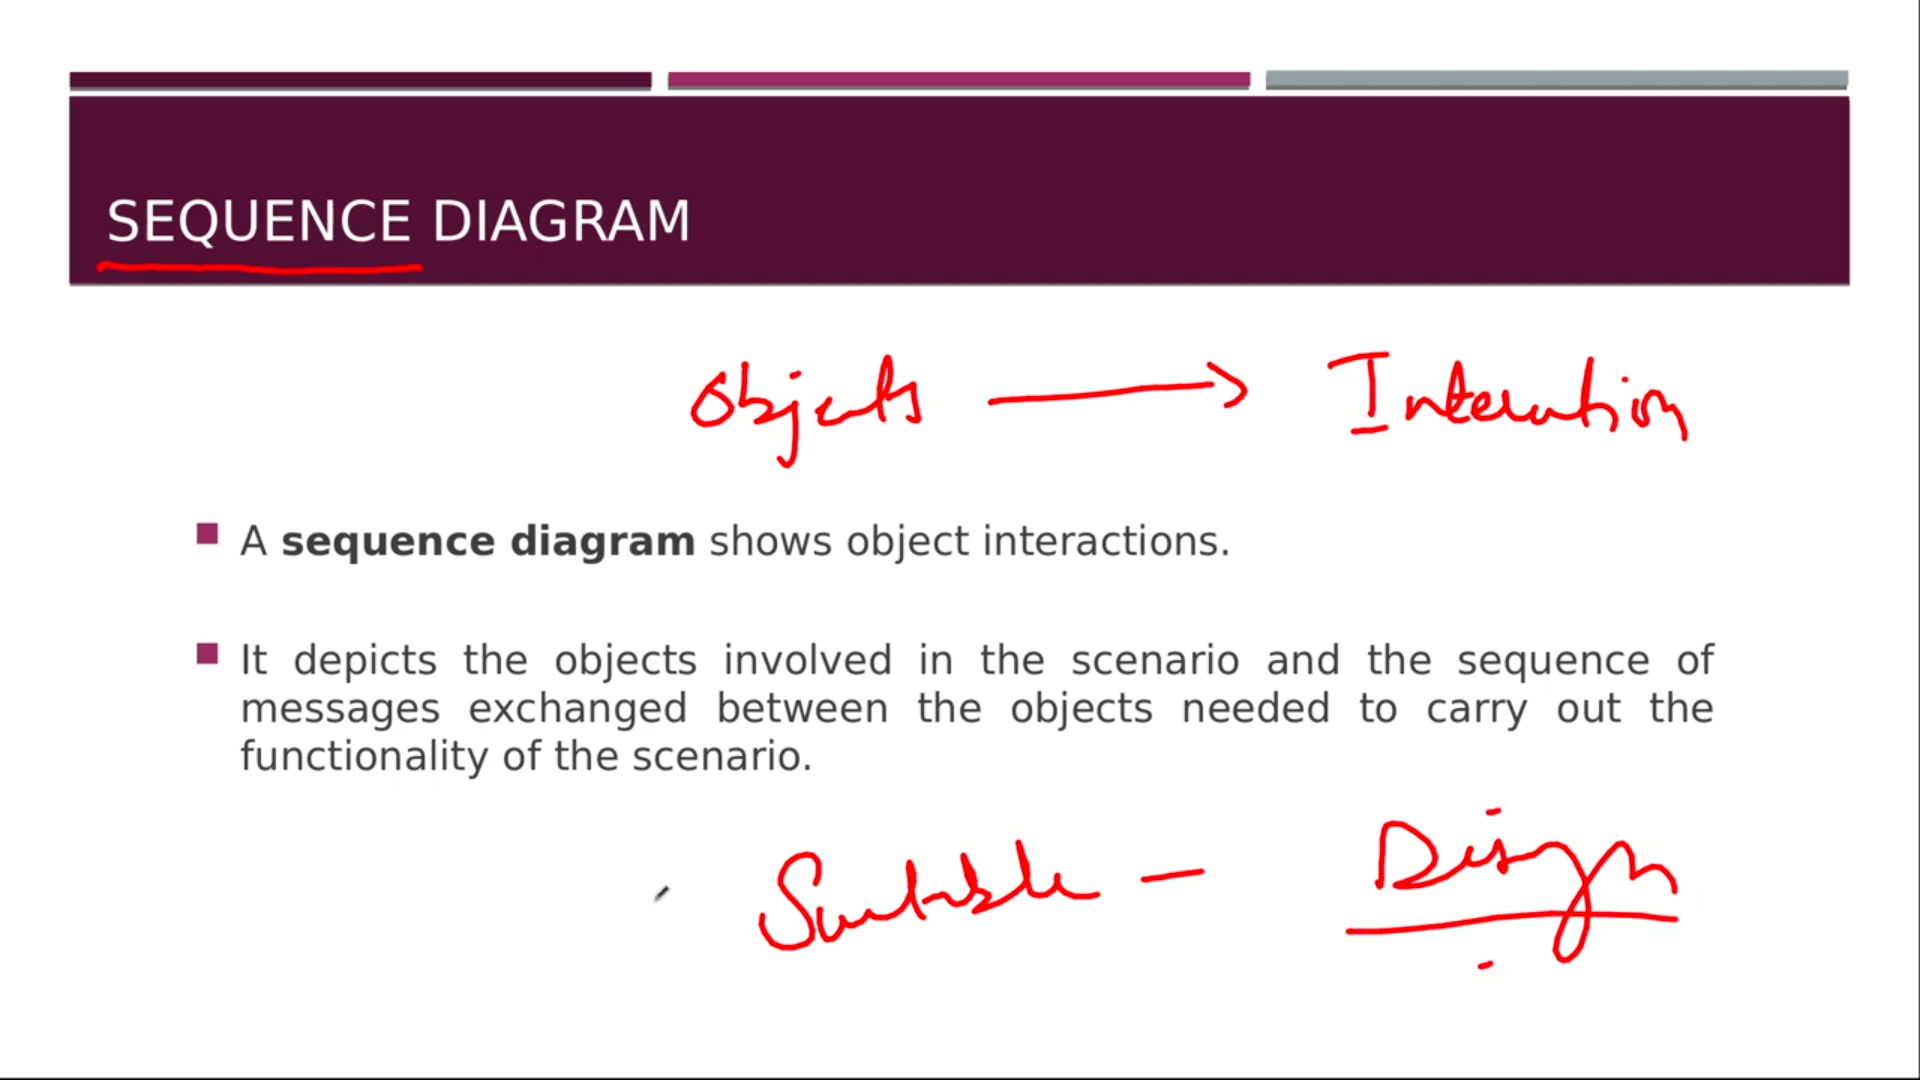 SEQUENCE DIAGRAM
Objects → Interaction
A sequence diagram shows object interactions.
It depicts the objects involved in the scenario and the sequence of
messages exchanged between the objects needed to carry out the
functionality of the scenario.
Suitable - Design